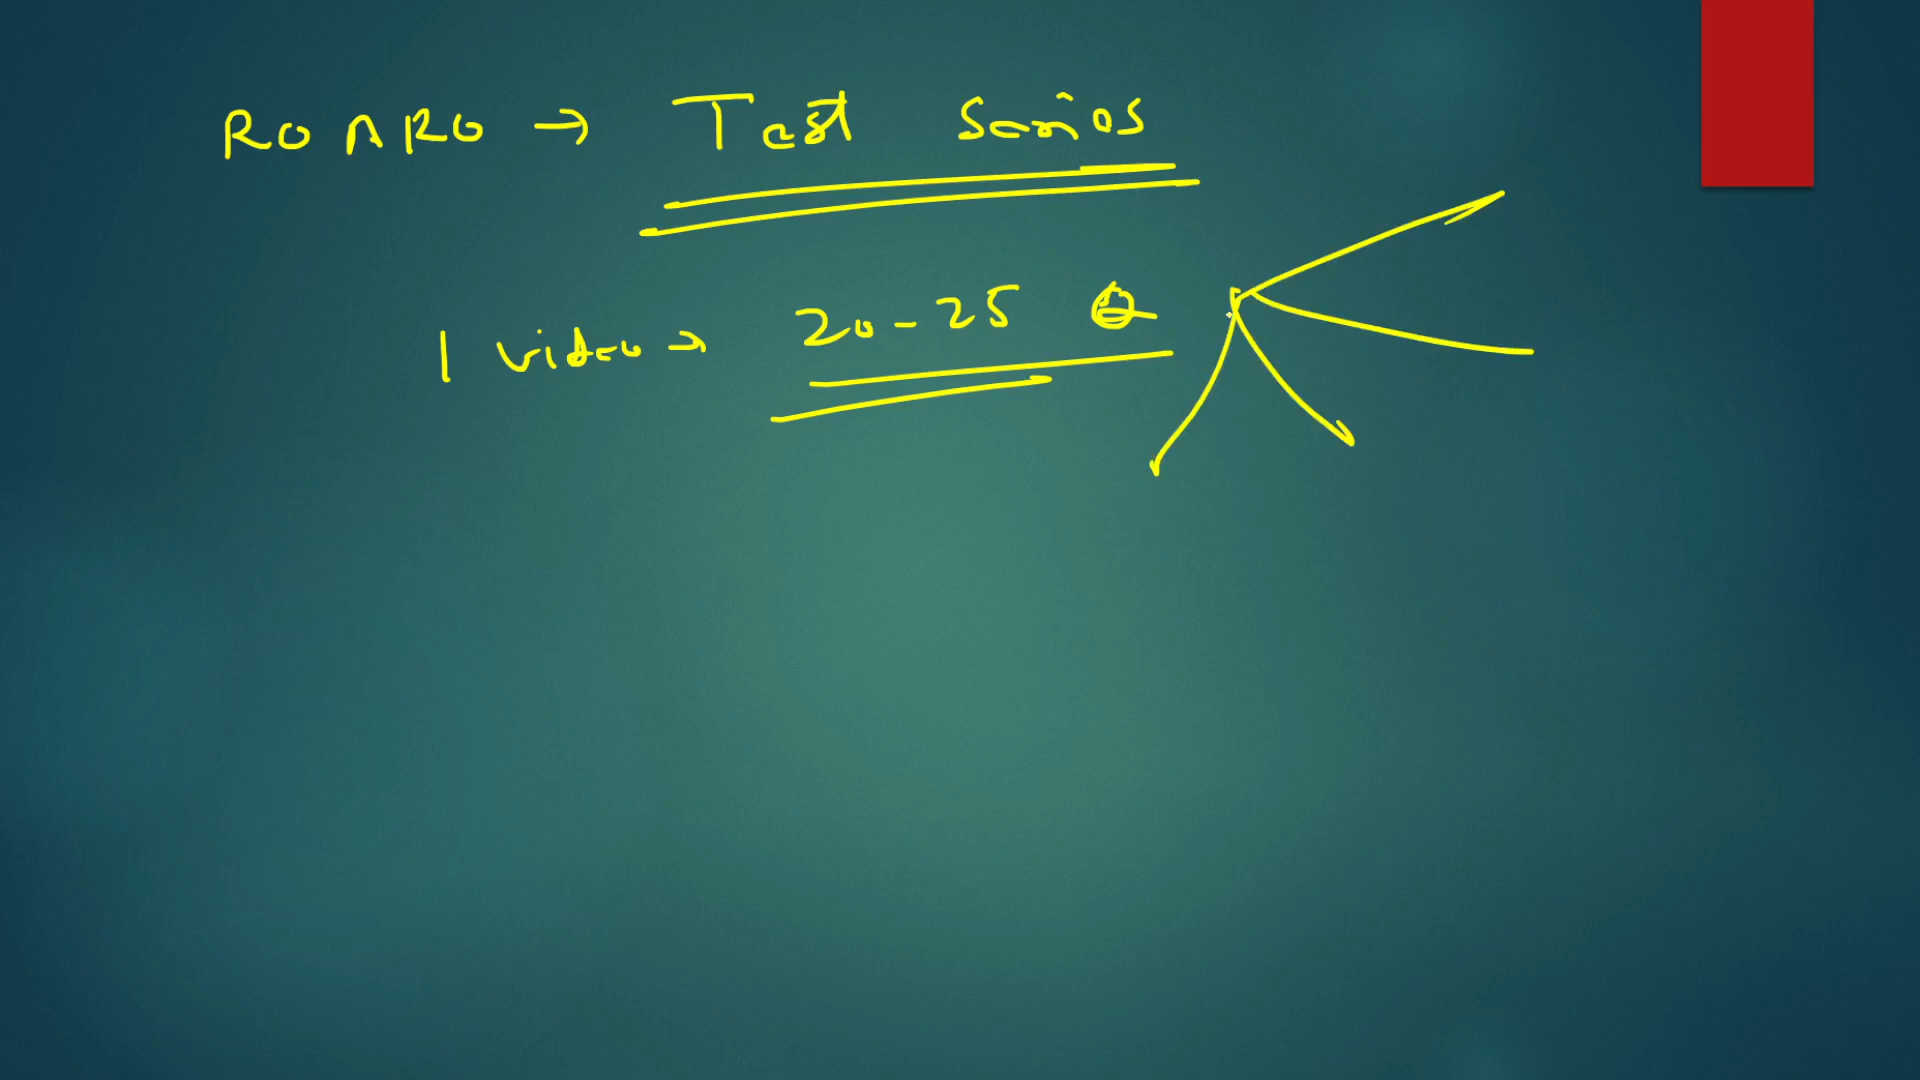 RO ARO → Test Series
1 Video → 20-25 Q